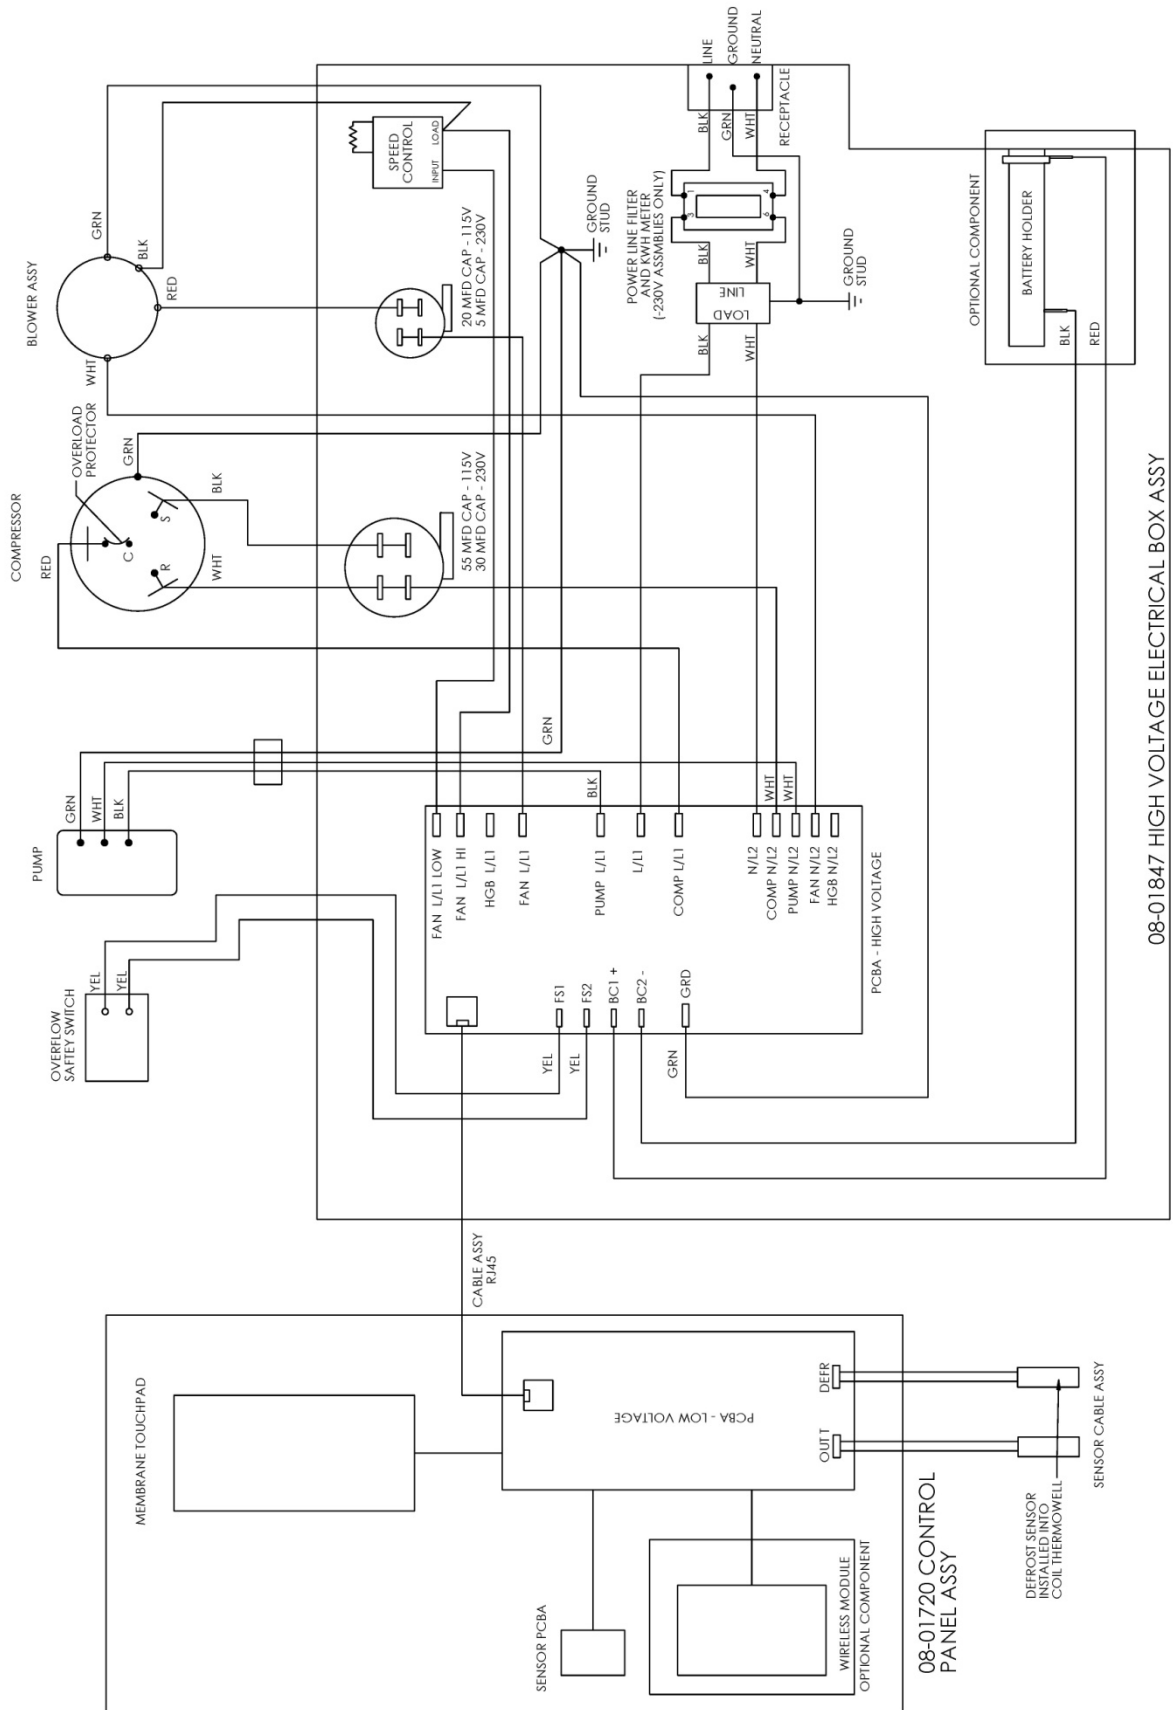 MEMBRANE TOUCHPAD
SENSOR PCBA
WIRELESS MODULE
OPTIONAL COMPONENT
PCBA - LOW VOLTAGE
OUT T
DEFR
08-01720 CONTROL
PANEL ASSY
DEFROST SENSOR
INSTALLED INTO
COIL THERMOWELL
SENSOR CABLE ASSY
CABLE ASSY
RJ45
OVERFLOW
SAFTEY SWITCH
YEL
YEL
PUMP
GRN
WHT
BLK
COMPRESSOR
RED
OVERLOAD
PROTECTOR
GRN
C
S
R
BLK
WHT
BLOWER ASSY
WHT
GRN
BLK
RED
SPEED
CONTROL
INPUT
LOAD
55 MFD CAP - 115V
30 MFD CAP - 230V
20 MFD CAP - 115V
5 MFD CAP - 230V
GRN
GROUND
STUD
YEL
YEL
GRN
FS1
FS2
BC1 +
BC2 -
GRD
FAN L/L1 LOW
FAN L/L1 HI
HGB L/L1
FAN L/L1
PUMP L/L1
L/L1
COMP L/L1
N/L2
COMP N/L2
PUMP N/L2
FAN N/L2
HGB N/L2
BLK
WHT
WHT
PCBA - HIGH VOLTAGE
POWER LINE FILTER
AND KWH METER
(-230V ASSMBLIES ONLY)
BLK
WHT
LOAD
LINE
BLK
WHT
3
1
6
4
BLK
GRN
WHT
LINE
GROUND
NEUTRAL
RECEPTACLE
GROUND
STUD
OPTIONAL COMPONENT
BATTERY HOLDER
BLK
RED
08-01847 HIGH VOLTAGE ELECTRICAL BOX ASSY